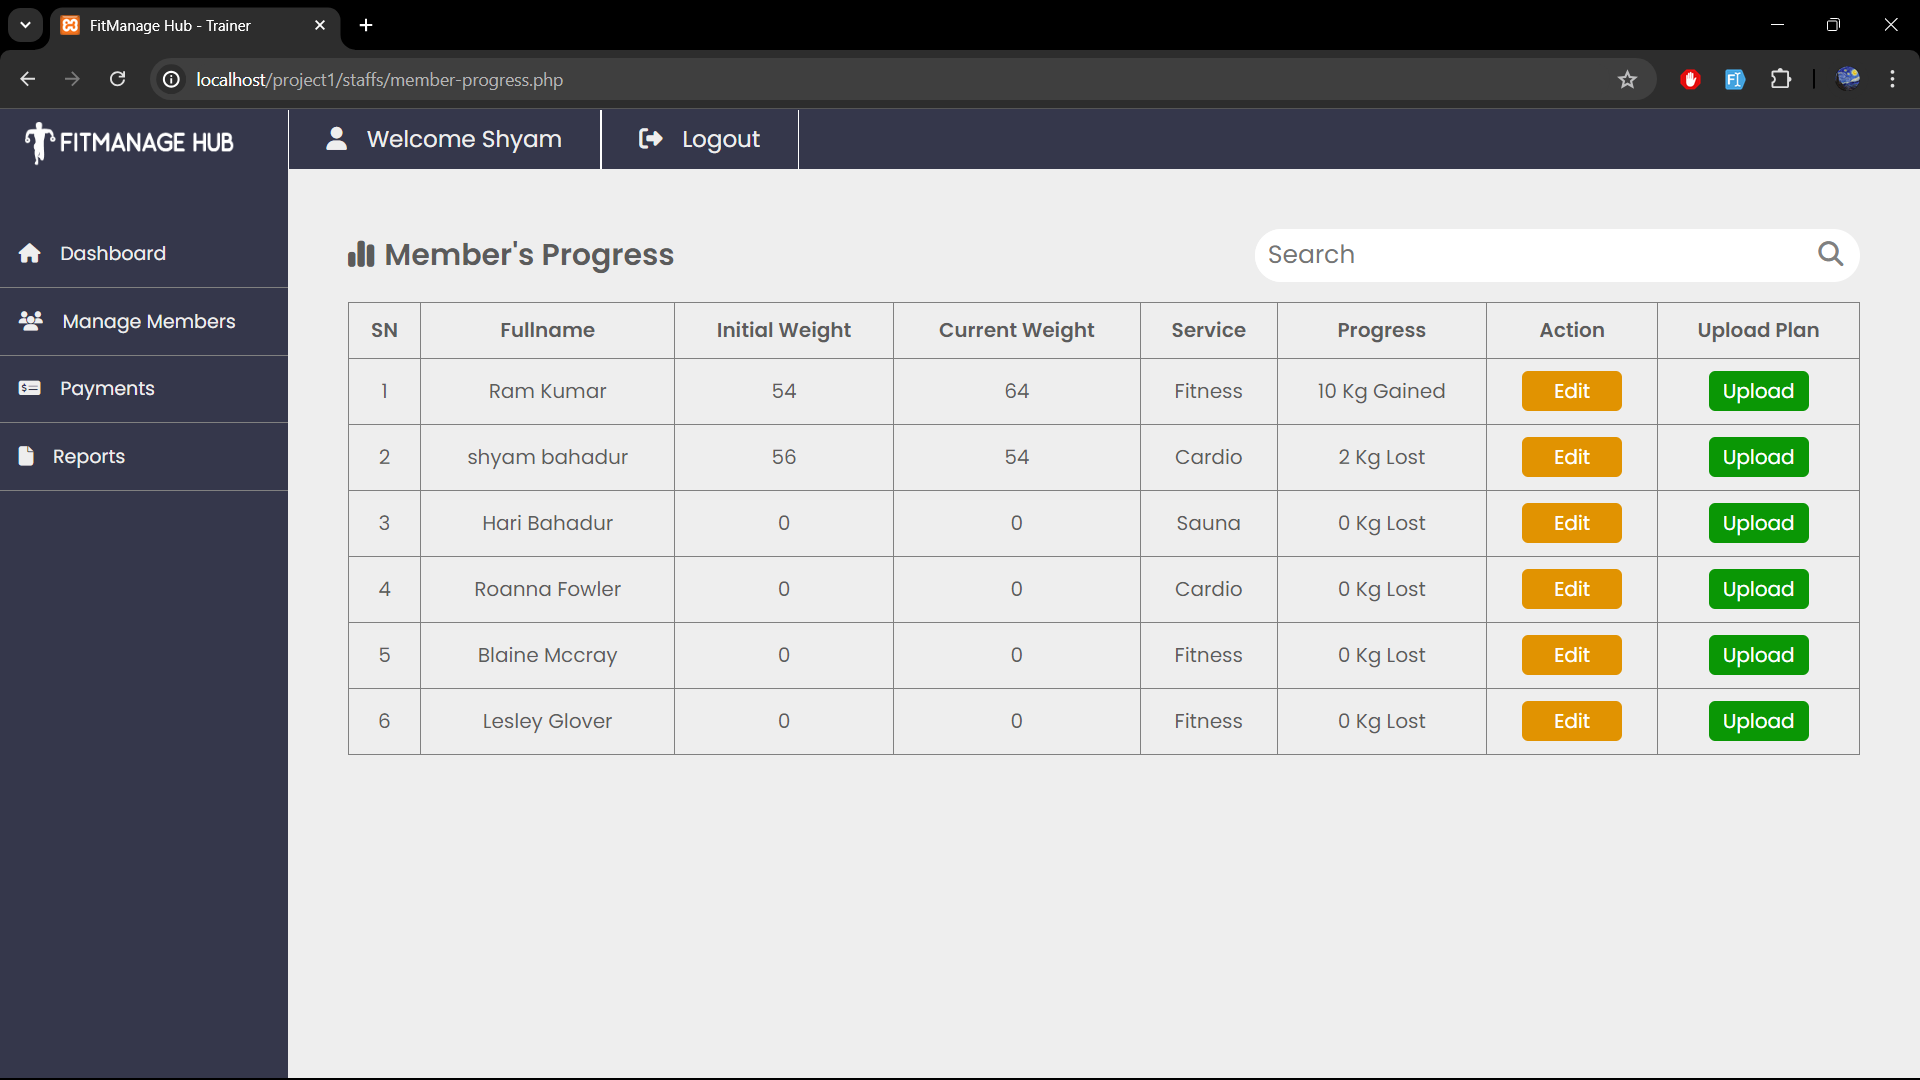 FitManage Hub - Trainer
localhost/project1/staffs/member-progress.php
FITMANAGE HUB
Welcome Shyam
Logout
Dashboard
Manage Members
Payments
Reports
Member's Progress
Search
SN Fullname Initial Weight Current Weight Service Progress Action Upload Plan
1 Ram Kumar 54 64 Fitness 10 Kg Gained Edit Upload
2 shyam bahadur 56 54 Cardio 2 Kg Lost Edit Upload
3 Hari Bahadur 0 0 Sauna 0 Kg Lost Edit Upload
4 Roanna Fowler 0 0 Cardio 0 Kg Lost Edit Upload
5 Blaine Mccray 0 0 Fitness 0 Kg Lost Edit Upload
6 Lesley Glover 0 0 Fitness 0 Kg Lost Edit Upload